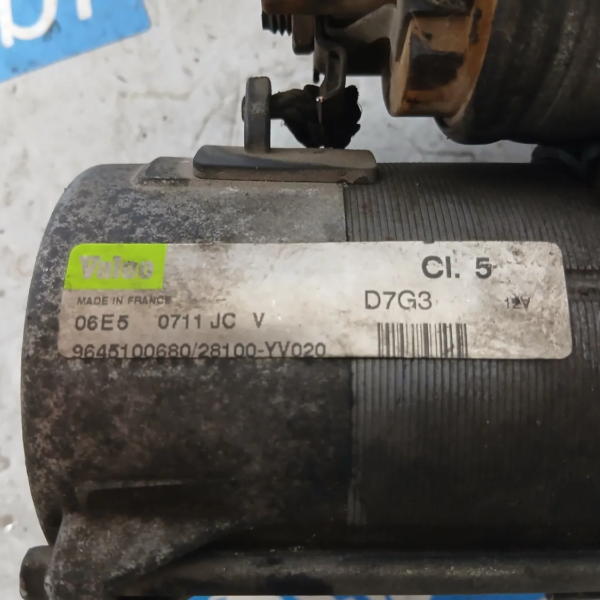 Valeo
Cl. 5
MADE IN FRANCE
D7G3 12V
06E5 0711 JC V
9645100680/28100-YV020